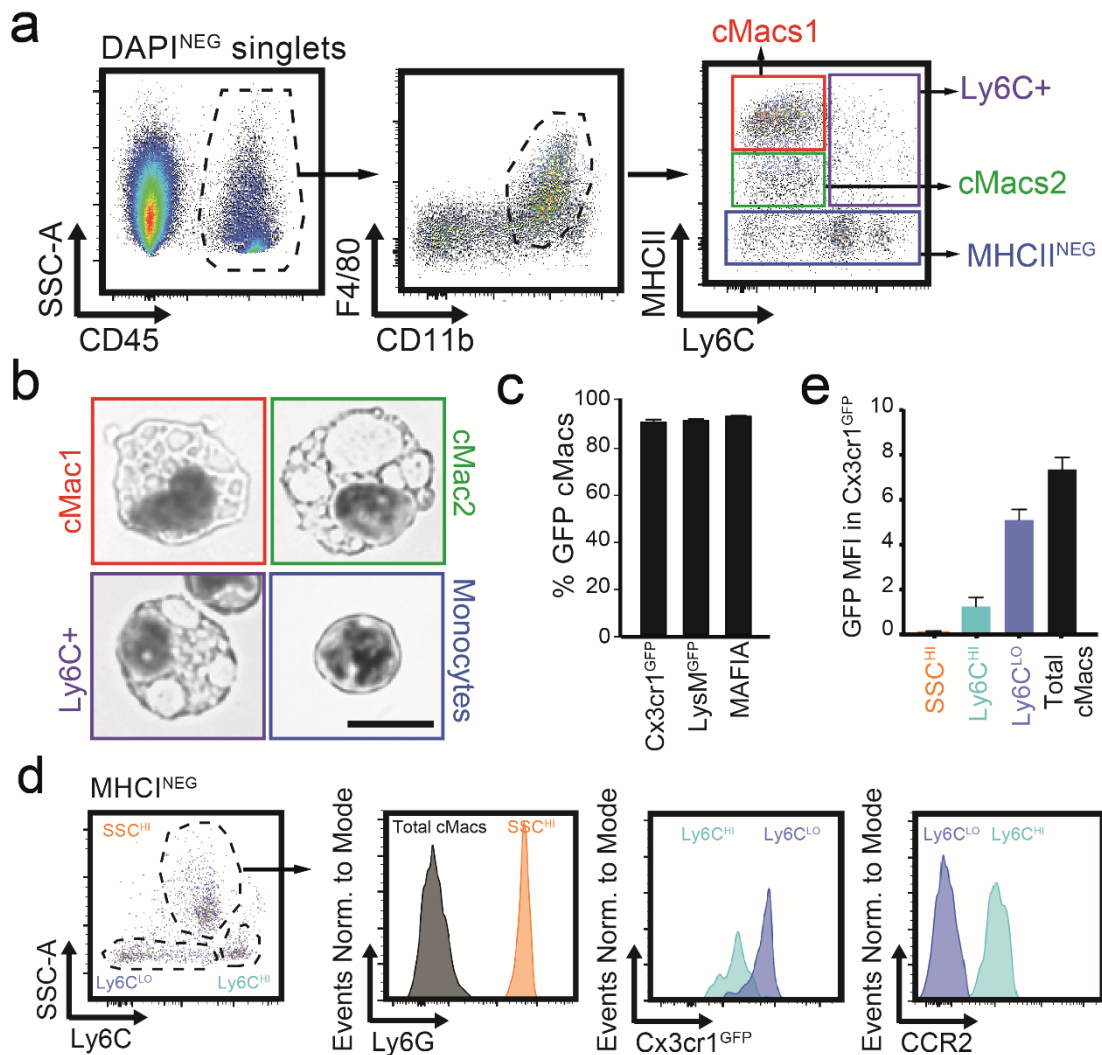 a
DAPI^NEG singlets
SSC-A
CD45
F4/80
CD11b
MHCII
Ly6C
cMacs1
Ly6C+
cMacs2
MHCII^NEG
b
cMac1
cMac2
Ly6C+
Monocytes
c
% GFP cMacs
100
80
60
40
20
0
Cx3cr1^GFP
LysM^GFP
MAFIA
e
GFP MFI in Cx3cr1^GFP
10
8
6
4
2
0
SSC^HI
Ly6C^HI
Ly6C^LO
Total
cMacs
d
MHCI^NEG
SSC^HI
Ly6C^LO
Ly6C^HI
SSC-A
Ly6C
Events Norm. to Mode
Total cMacs
SSC^HI
Ly6G
Events Norm. to Mode
Ly6C^HI
Ly6C^LO
Cx3cr1^GFP
Events Norm. to Mode
Ly6C^LO
Ly6C^HI
CCR2